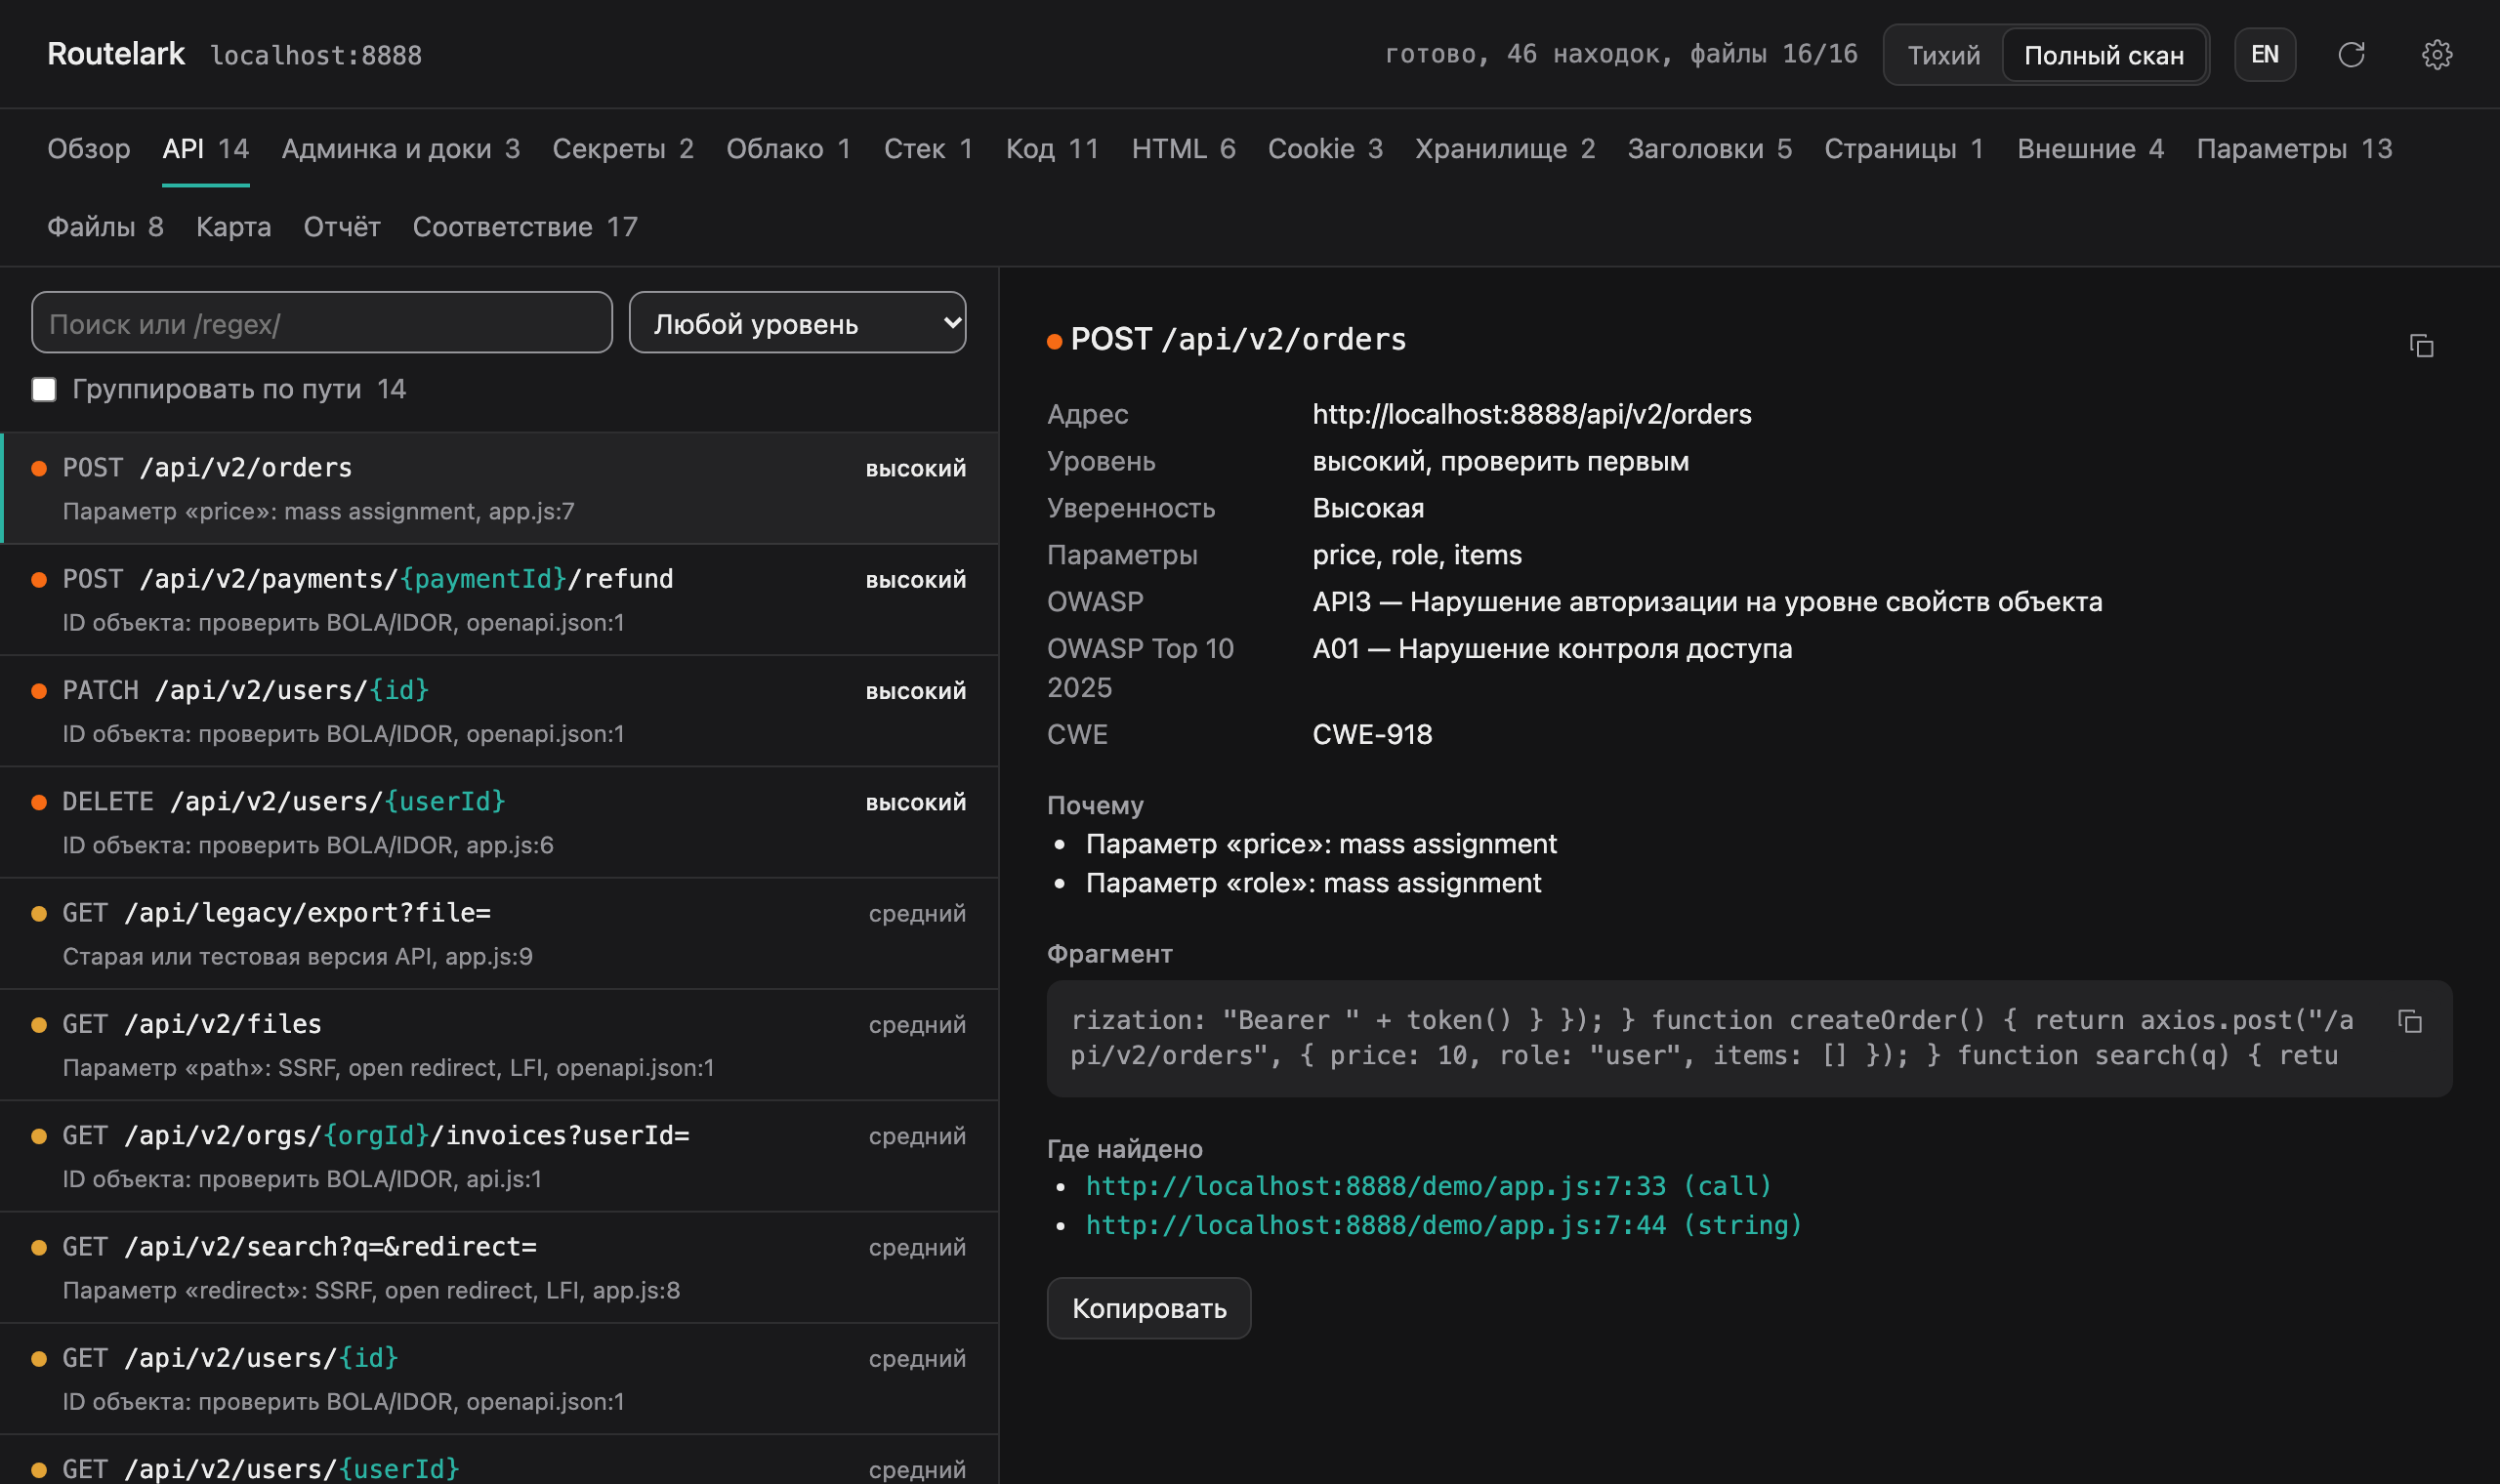 Routelark localhost:8888 готово, 46 находок, файлы 16/16 Тихий Полный скан EN
Обзор API 14 Админка и доки 3 Секреты 2 Облако 1 Стек 1 Код 11 HTML 6 Cookie 3 Хранилище 2 Заголовки 5 Страницы 1 Внешние 4 Параметры 13
Файлы 8 Карта Отчёт Соответствие 17
Поиск или /regex/ Любой уровень
Группировать по пути 14
POST /api/v2/orders высокий
Параметр «price»: mass assignment, app.js:7
POST /api/v2/payments/{paymentId}/refund высокий
ID объекта: проверить BOLA/IDOR, openapi.json:1
PATCH /api/v2/users/{id} высокий
ID объекта: проверить BOLA/IDOR, openapi.json:1
DELETE /api/v2/users/{userId} высокий
ID объекта: проверить BOLA/IDOR, app.js:6
GET /api/legacy/export?file= средний
Старая или тестовая версия API, app.js:9
GET /api/v2/files средний
Параметр «path»: SSRF, open redirect, LFI, openapi.json:1
GET /api/v2/orgs/{orgId}/invoices?userId= средний
ID объекта: проверить BOLA/IDOR, api.js:1
GET /api/v2/search?q=&redirect= средний
Параметр «redirect»: SSRF, open redirect, LFI, app.js:8
GET /api/v2/users/{id} средний
ID объекта: проверить BOLA/IDOR, openapi.json:1
GET /api/v2/users/{userId} средний
POST /api/v2/orders
Адрес http://localhost:8888/api/v2/orders
Уровень высокий, проверить первым
Уверенность Высокая
Параметры price, role, items
OWASP API3 — Нарушение авторизации на уровне свойств объекта
OWASP Top 10 A01 — Нарушение контроля доступа
2025
CWE CWE-918
Почему
• Параметр «price»: mass assignment
• Параметр «role»: mass assignment
Фрагмент
rization: "Bearer " + token() } }); } function createOrder() { return axios.post("/a
pi/v2/orders", { price: 10, role: "user", items: [] }); } function search(q) { retu
Где найдено
• http://localhost:8888/demo/app.js:7:33 (call)
• http://localhost:8888/demo/app.js:7:44 (string)
Копировать